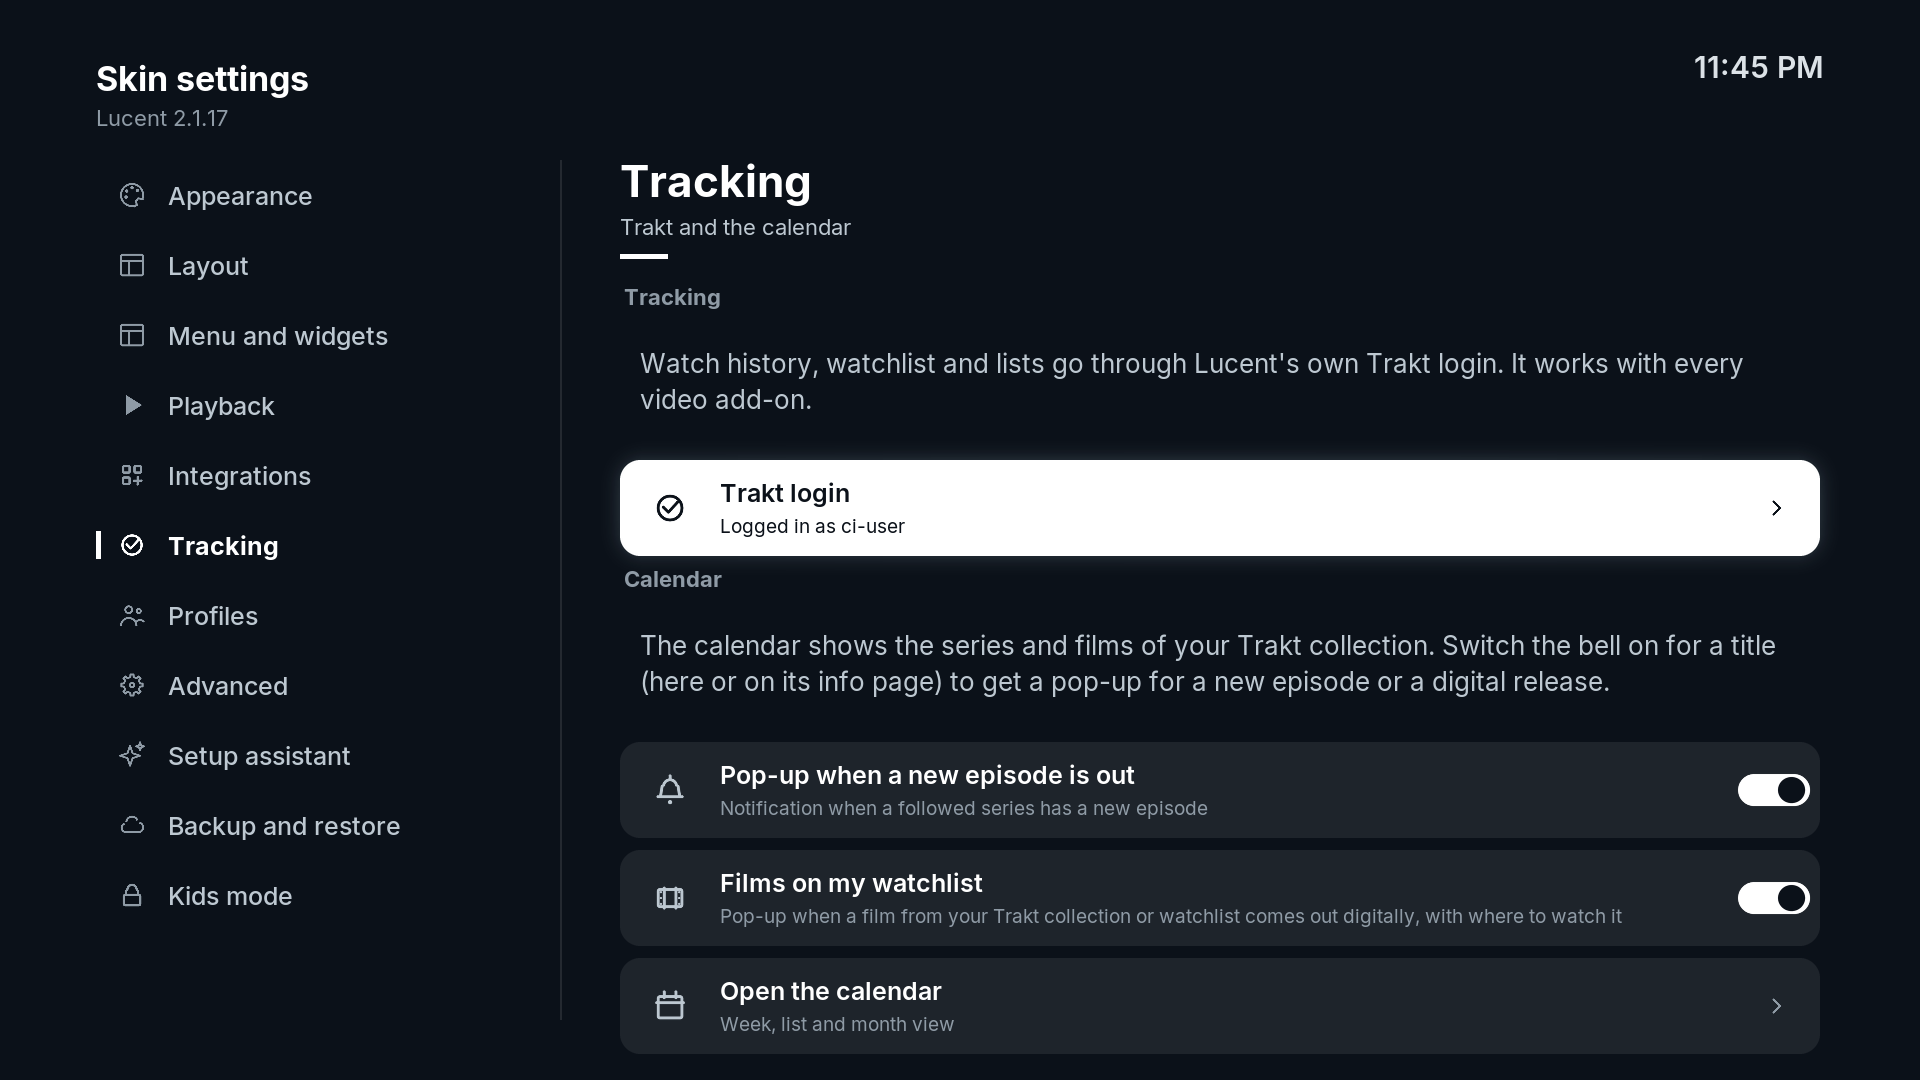 Skin settings
Lucent 2.1.17
11:45 PM
Appearance
Layout
Menu and widgets
Playback
Integrations
Tracking
Profiles
Advanced
Setup assistant
Backup and restore
Kids mode
Tracking
Trakt and the calendar
Tracking
Watch history, watchlist and lists go through Lucent's own Trakt login. It works with every
video add-on.
Trakt login
Logged in as ci-user
Calendar
The calendar shows the series and films of your Trakt collection. Switch the bell on for a title
(here or on its info page) to get a pop-up for a new episode or a digital release.
Pop-up when a new episode is out
Notification when a followed series has a new episode
Films on my watchlist
Pop-up when a film from your Trakt collection or watchlist comes out digitally, with where to watch it
Open the calendar
Week, list and month view